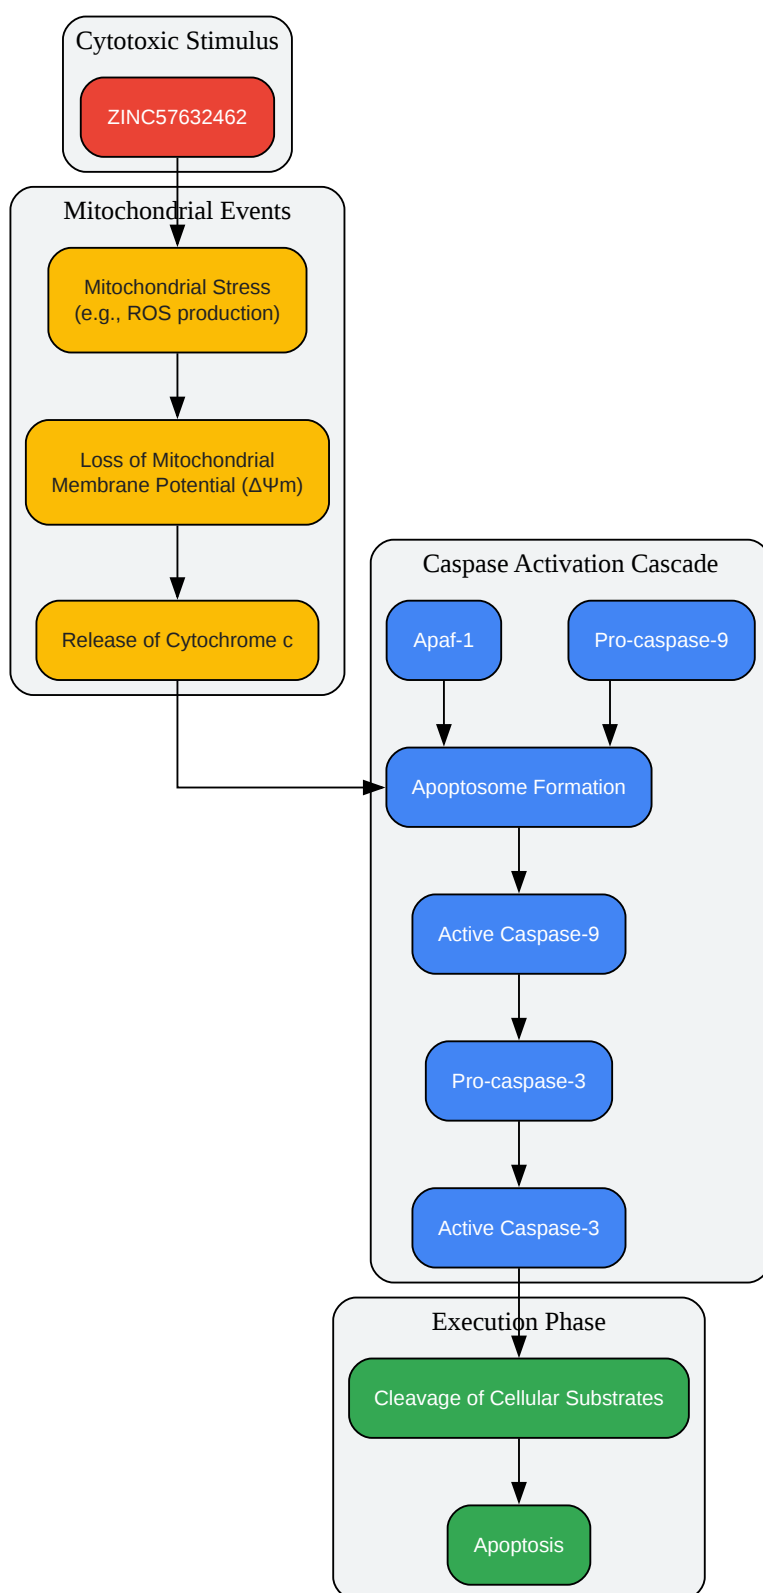 Cytotoxic Stimulus
ZINC57632462
Mitochondrial Events
Mitochondrial Stress
(e.g., ROS production)
Loss of Mitochondrial
Membrane Potential (ΔΨm)
Release of Cytochrome c
Caspase Activation Cascade
Apaf-1
Pro-caspase-9
Apoptosome Formation
Active Caspase-9
Pro-caspase-3
Active Caspase-3
Execution Phase
Cleavage of Cellular Substrates
Apoptosis